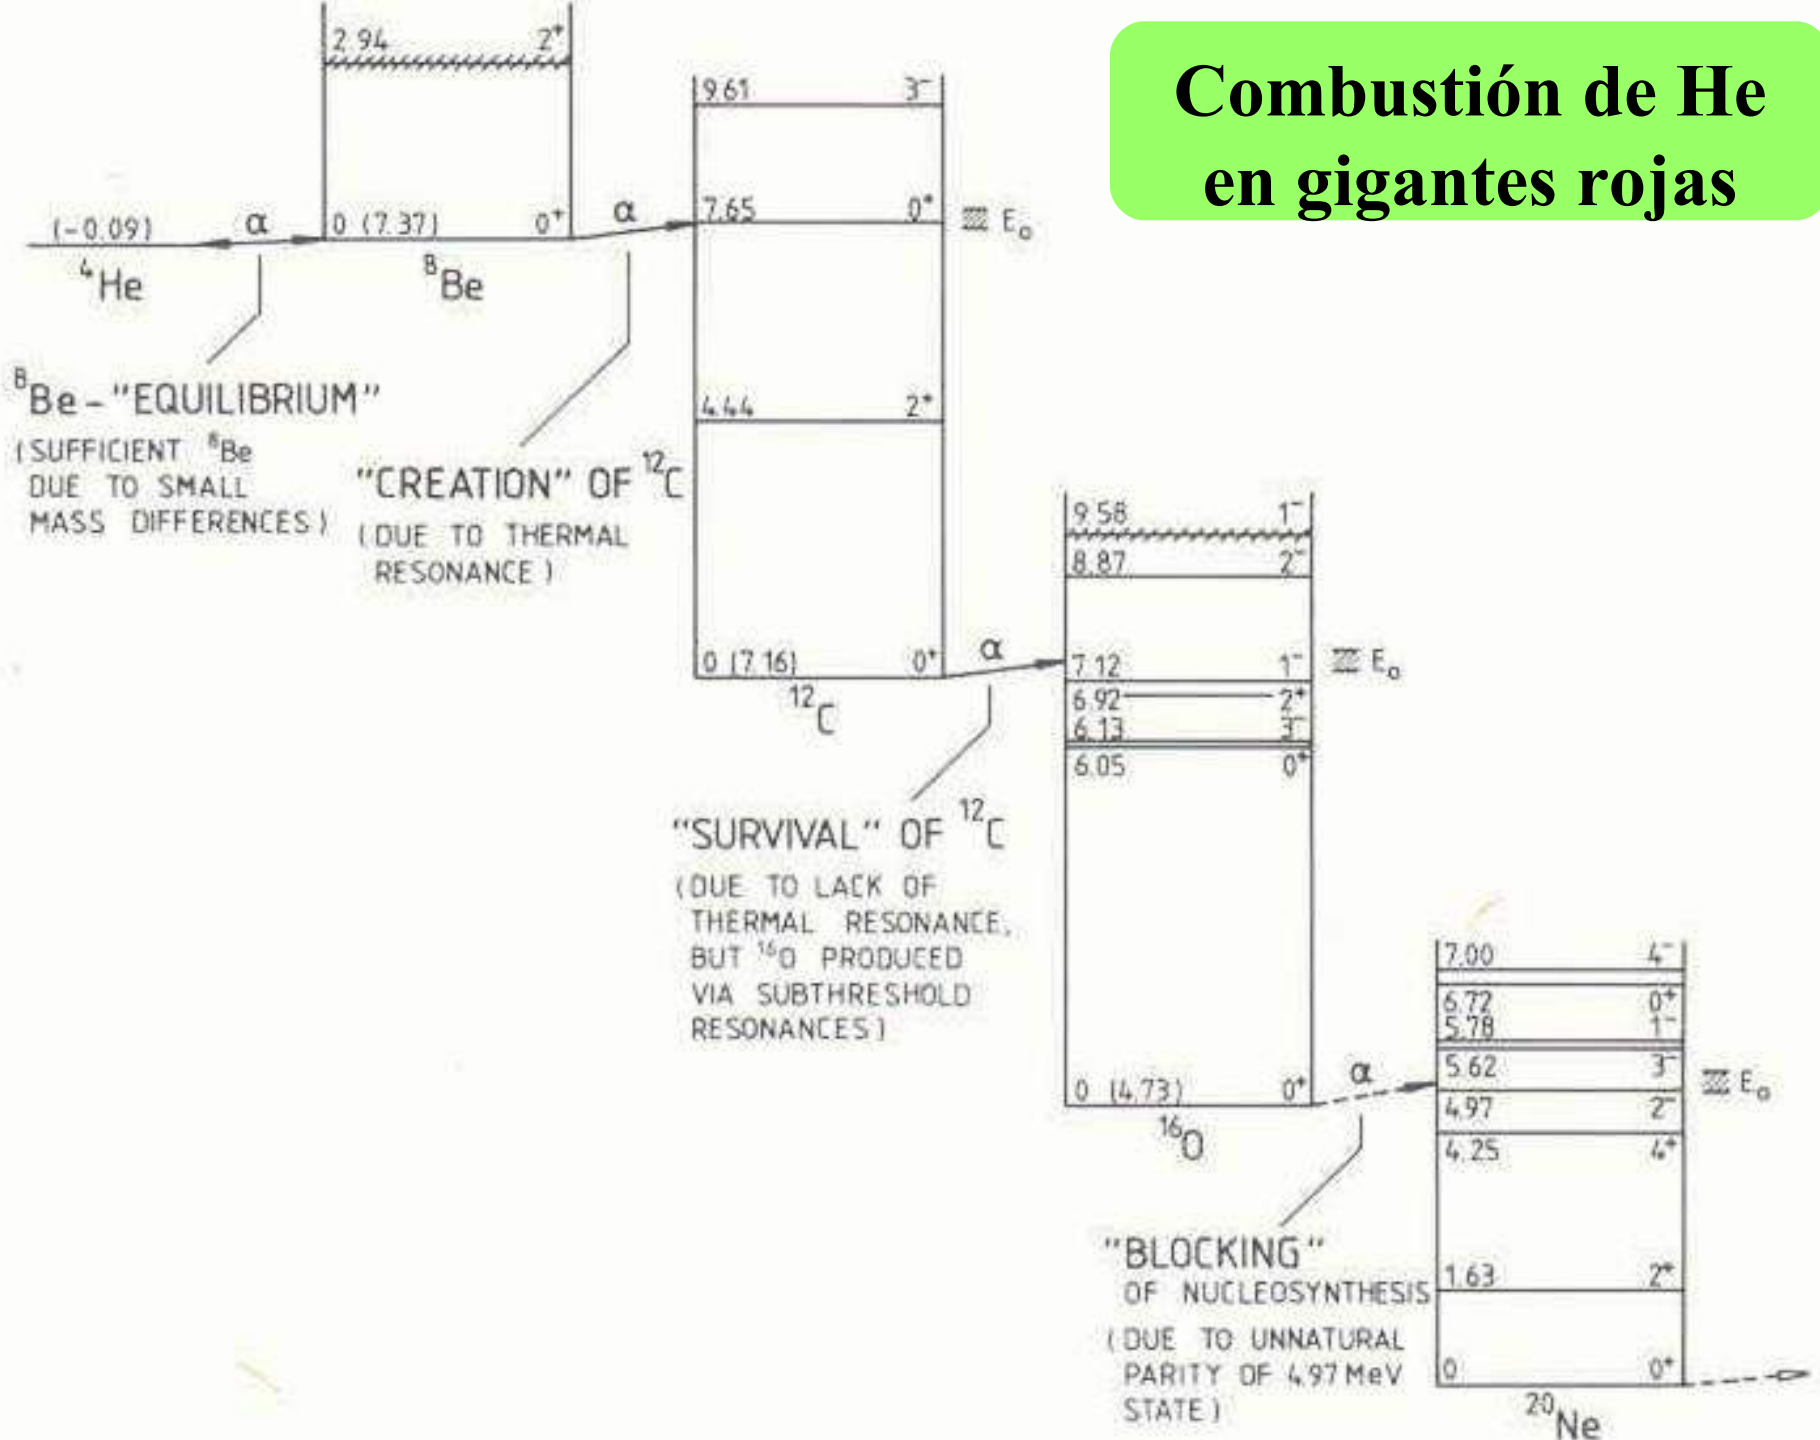 Combustión de He
en gigantes rojas
2.94 2⁺
(-0.09) α 0 (7.37) 0⁺ α
⁴He
⁸Be
9.61 3⁻
7.65 0⁺ E₀
4.44 2⁺
0 (7.16) 0⁺ α
¹²C
⁸Be - "EQUILIBRIUM"
(SUFFICIENT ⁸Be
DUE TO SMALL
MASS DIFFERENCES)
"CREATION" OF ¹²C
(DUE TO THERMAL
RESONANCE)
9.58 1⁻
8.87 2⁻
7.12 1⁻ E₀
6.92 2⁺
6.13 3⁻
6.05 0⁺
0 (4.73) 0⁺ α
¹⁶O
"SURVIVAL" OF ¹²C
(DUE TO LACK OF
THERMAL RESONANCE,
BUT ¹⁶O PRODUCED
VIA SUBTHRESHOLD
RESONANCES)
7.00 4⁻
6.72 0⁺
5.78 1⁻
5.62 3⁻ E₀
4.97 2⁻
4.25 4⁺
1.63 2⁺
0 0⁺
²⁰Ne
"BLOCKING"
OF NUCLEOSYNTHESIS
(DUE TO UNNATURAL
PARITY OF 4.97 MeV
STATE)